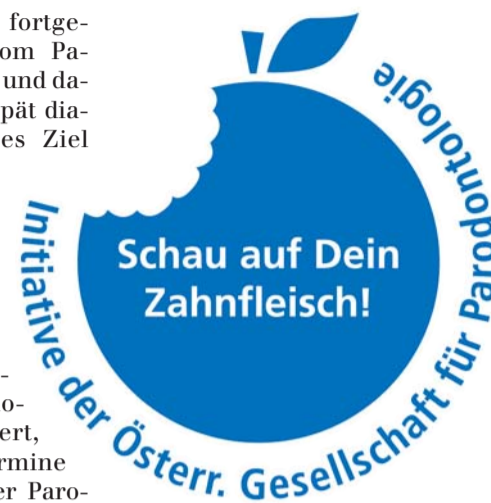 fortge-
om Pa-
und da-
pät dia-
es Ziel
Schau auf Dein
Zahnfleisch!
Initiative der Österr. Gesellschaft für Parodontologie
-
o-
ert,
rmine
er Paro-